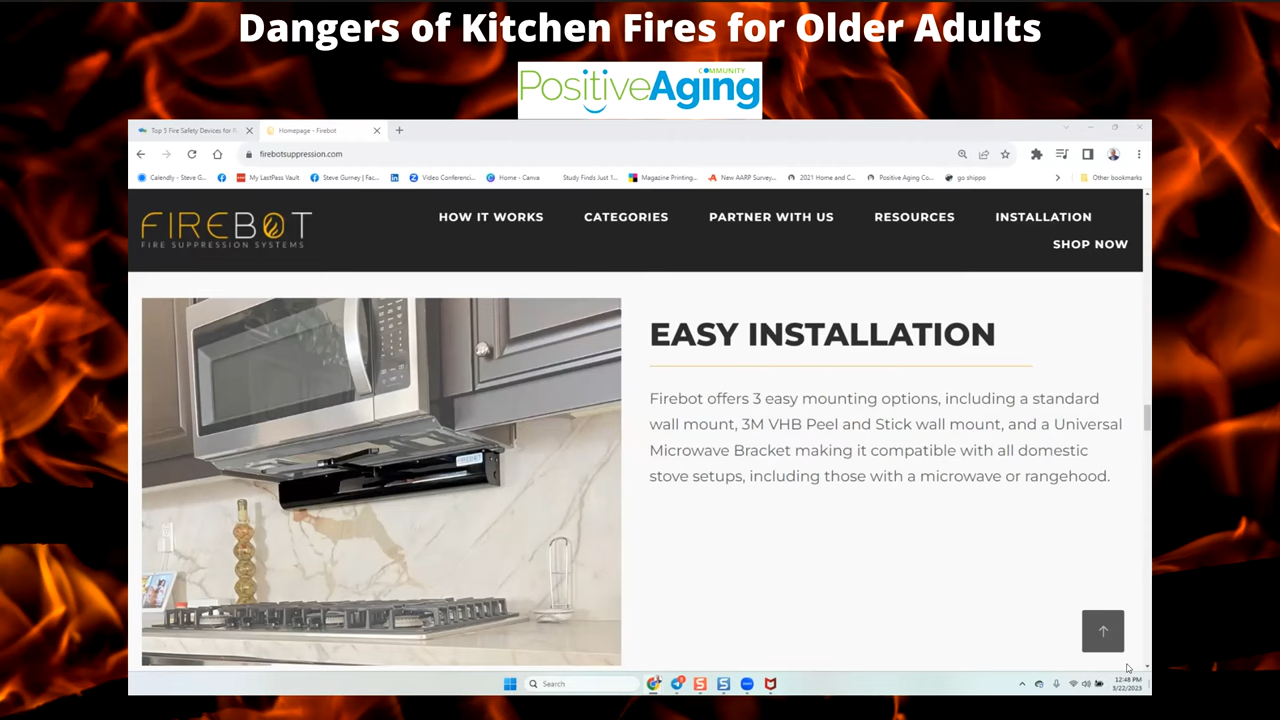 Dangers of Kitchen Fires for Older Adults
COMMUNITY
PositiveAging
Top 5 Fire Safety Devices for R
Homepage - Firebot
firebotsuppression.com
Calendly - Steve G...
My LastPass Vault
Steve Gurney | Fac...
Video Conferenci...
Home - Canva
Study Finds Just 1...
Magazine Printing...
New AARP Survey...
2021 Home and C...
Positive Aging Co...
go shippo
Other bookmarks
FIREBOT
FIRE SUPPRESSION SYSTEMS
HOW IT WORKS
CATEGORIES
PARTNER WITH US
RESOURCES
INSTALLATION
SHOP NOW
FIREBOT
EASY INSTALLATION
Firebot offers 3 easy mounting options, including a standard
wall mount, 3M VHB Peel and Stick wall mount, and a Universal
Microwave Bracket making it compatible with all domestic
stove setups, including those with a microwave or rangehood.
Search
12:48 PM
3/22/2023